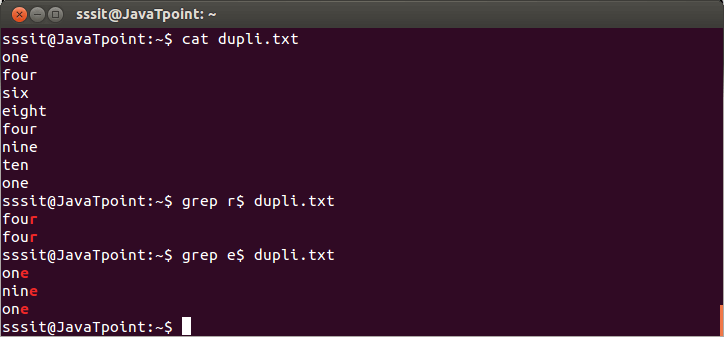 sssit@JavaTpoint: ~
sssit@JavaTpoint:~$ cat dupli.txt
one
four
six
eight
four
nine
ten
one
sssit@JavaTpoint:~$ grep r$ dupli.txt
four
four
sssit@JavaTpoint:~$ grep e$ dupli.txt
one
nine
one
sssit@JavaTpoint:~$